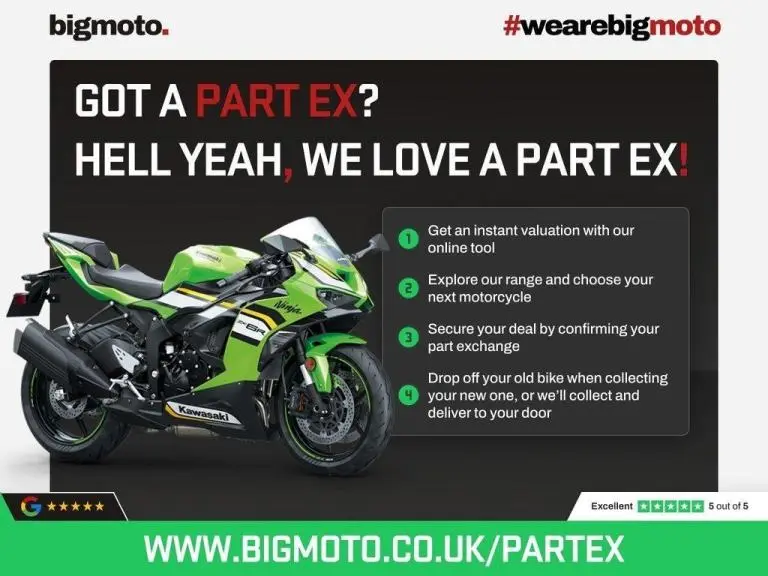 bigmoto.
#wearebigmoto
GOT A PART EX?
HELL YEAH, WE LOVE A PART EX!
1 Get an instant valuation with our
online tool
2 Explore our range and choose your
next motorcycle
3 Secure your deal by confirming your
part exchange
4 Drop off your old bike when collecting
your new one, or we'll collect and
deliver to your door
Kawasaki
Ninja
ZX-6R
Kawasaki
G
Excellent 5 out of 5
WWW.BIGMOTO.CO.UK/PARTEX